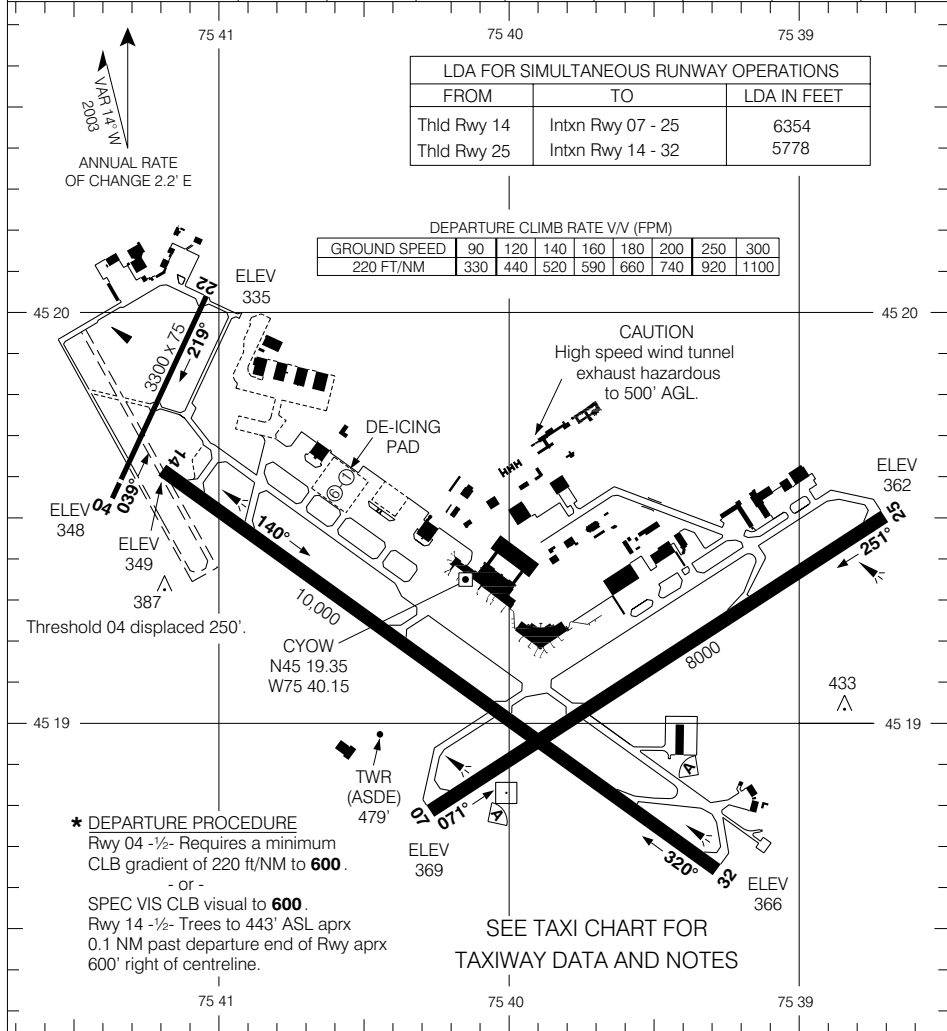 75 41
75 40
75 39
VAR 14° W
2003
ANNUAL RATE
OF CHANGE 2.2' E
LDA FOR SIMULTANEOUS RUNWAY OPERATIONS
FROM TO LDA IN FEET
Thld Rwy 14 Intxn Rwy 07 - 25 6354
Thld Rwy 25 Intxn Rwy 14 - 32 5778
DEPARTURE CLIMB RATE V/V (FPM)
GROUND SPEED 90 120 140 160 180 200 250 300
220 FT/NM 330 440 520 590 660 740 920 1100
ELEV
335
22
45 20
45 20
219°
3300 x 75
CAUTION
High speed wind tunnel
exhaust hazardous
to 500' AGL.
DE-ICING
PAD
1
6
14
04
039°
ELEV
348
ELEV
349
387
Threshold 04 displaced 250'.
140°
10,000
ELEV
362
25
251°
8000
CYOW
N45 19.35
W75 40.15
433
45 19
45 19
TWR
(ASDE)
479'
A
A
07
071°
ELEV
369
320°
32
ELEV
366
* DEPARTURE PROCEDURE
Rwy 04 -½- Requires a minimum
CLB gradient of 220 ft/NM to 600.
- or -
SPEC VIS CLB visual to 600.
Rwy 14 -½- Trees to 443' ASL aprx
0.1 NM past departure end of Rwy aprx
600' right of centreline.
SEE TAXI CHART FOR
TAXIWAY DATA AND NOTES
75 41
75 40
75 39